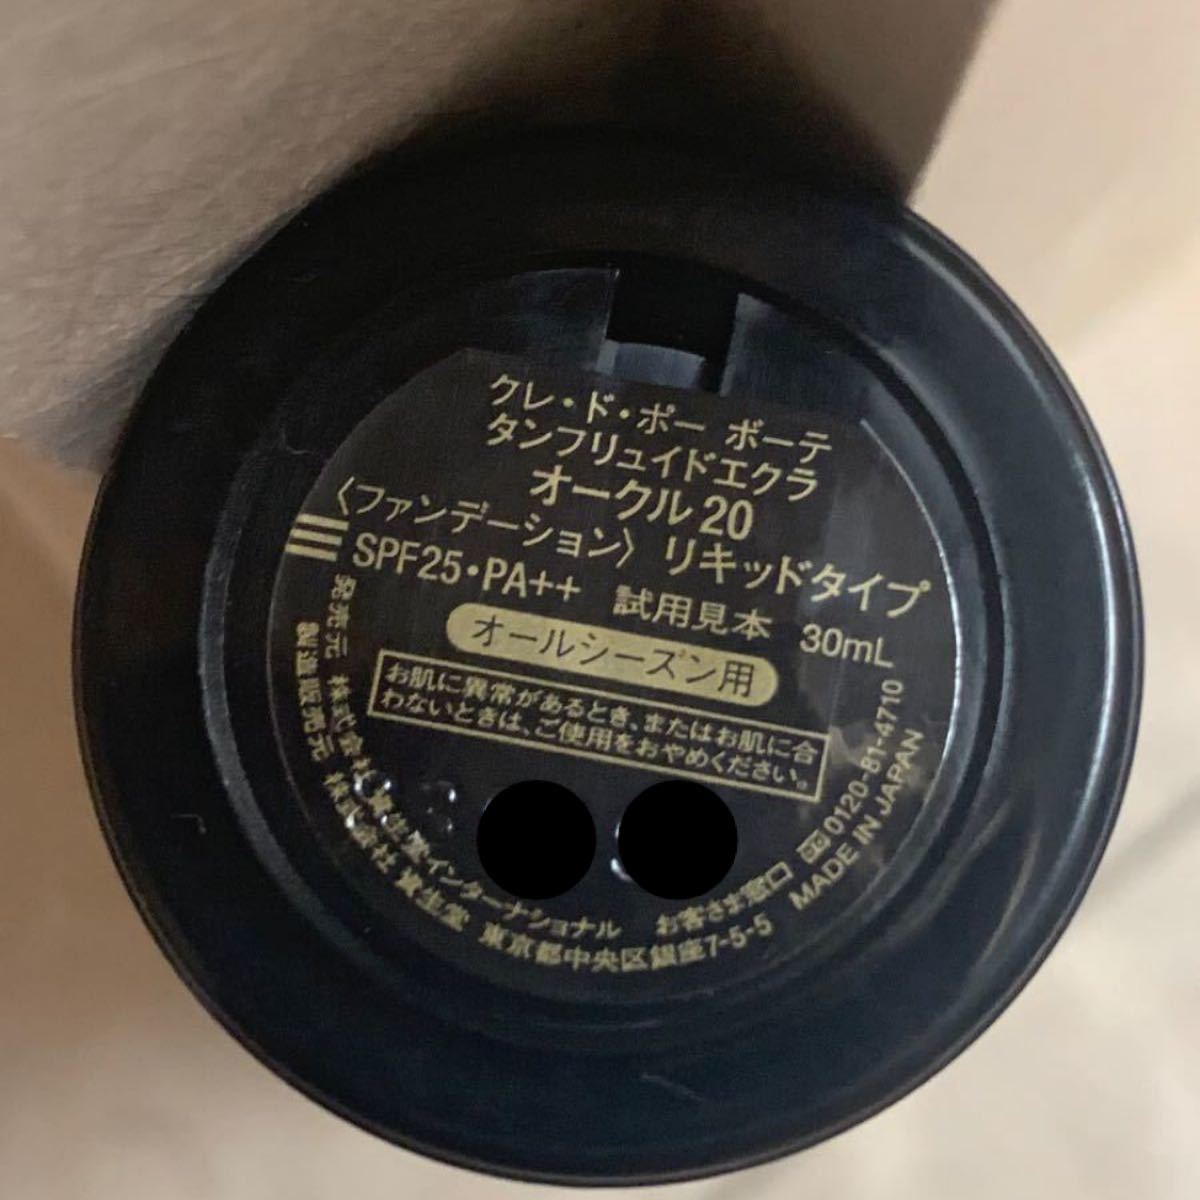 クレ・ド・ポー ボーテ
タンフリュイドエクラ
オークル20
〈ファンデーション〉 リキッドタイプ
SPF25・PA++ 試用見本 30mL
オールシーズン用
お肌に異常があるとき、またはお肌に合
わないときは、ご使用をおやめください。
発売元 株式会社 資生堂インターナショナル お客さま窓口 0120-81-4710
製造販売元 株式会社 資生堂 東京都中央区銀座7-5-5 MADE IN JAPAN